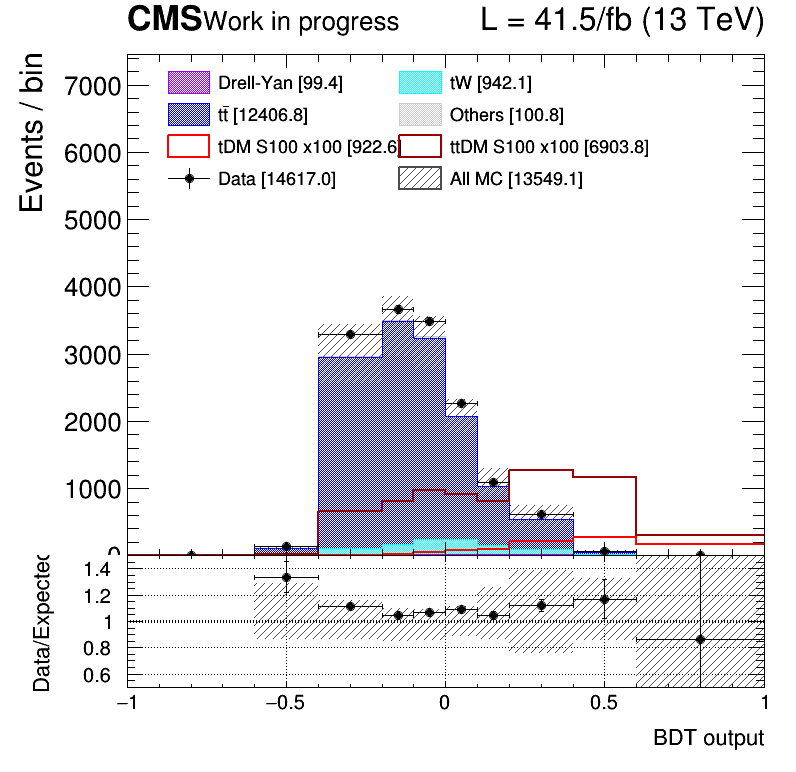 CMS Work in progress L = 41.5/fb (13 TeV)
Events / bin
Drell-Yan [99.4] tW [942.1]
tt̄ [12406.8] Others [100.8]
tDM S100 x100 [922.6] ttDM S100 x100 [6903.8]
Data [14617.0] All MC [13549.1]
7000
6000
5000
4000
3000
2000
1000
0
Data/Expected
1.4
1.2
1
0.8
0.6
−1 −0.5 0 0.5 1
BDT output